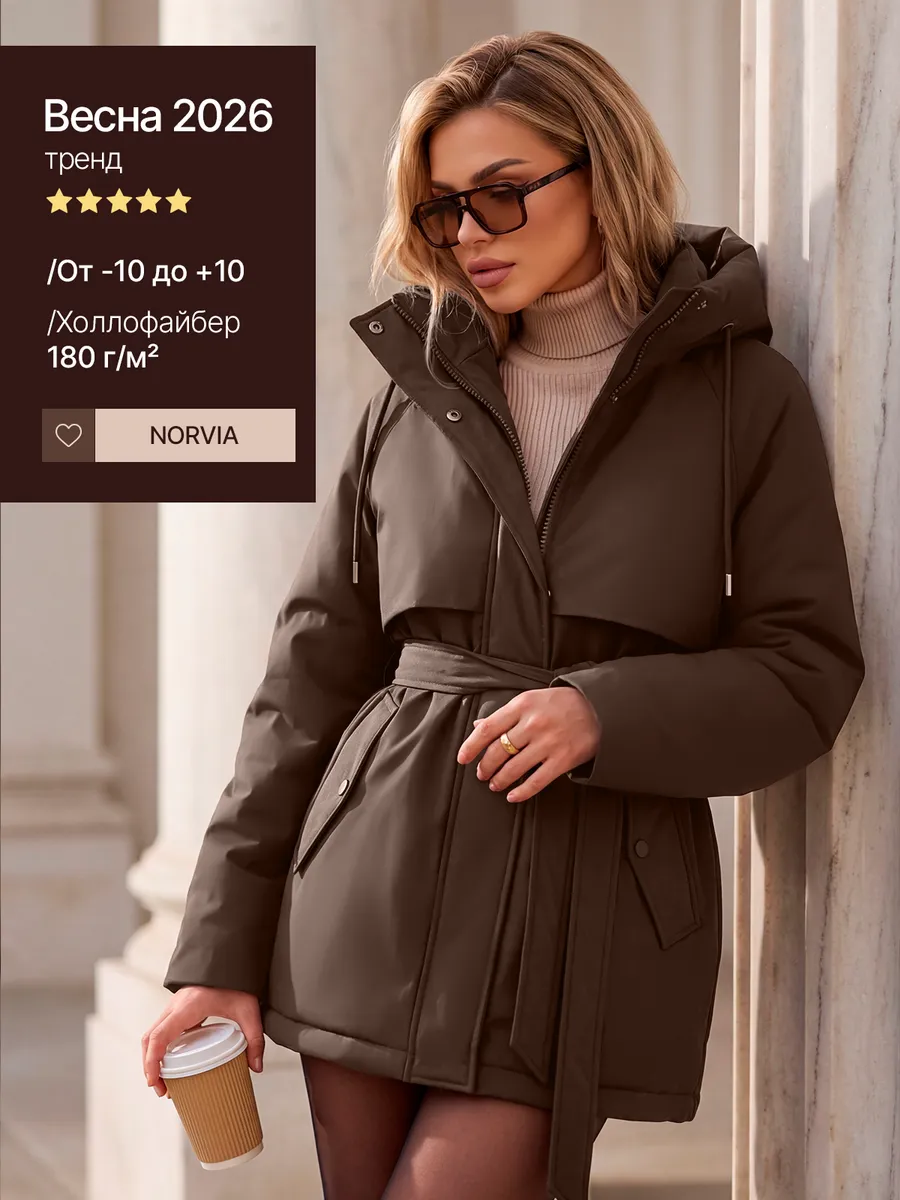 Весна 2026
тренд
/От -10 до +10
/Холлофайбер
180 г/м²
NORVIA